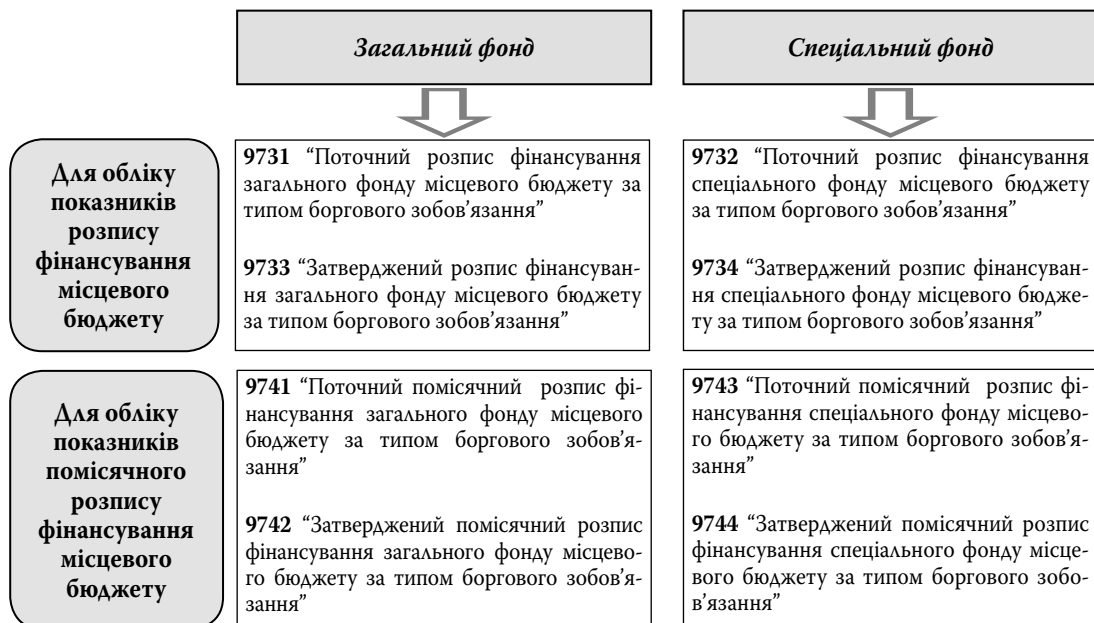 Загальний фонд
Спеціальний фонд
Для обліку
показників
розпису
фінансування
місцевого
бюджету
9731 “Поточний розпис фінансування
загального фонду місцевого бюджету за
типом боргового зобов'язання”
9733 “Затверджений розпис фінансуван-
ня загального фонду місцевого бюджету
за типом боргового зобов'язання”
9732 “Поточний розпис фінансування
спеціального фонду місцевого бюджету
за типом боргового зобов'язання”
9734 “Затверджений розпис фінансуван-
ня спеціального фонду місцевого бюдже-
ту за типом боргового зобов'язання”
Для обліку
показників
помісячного
розпису
фінансування
місцевого
бюджету
9741 “Поточний помісячний розпис фі-
нансування загального фонду місцевого
бюджету за типом боргового зобов'я-
зання”
9742 “Затверджений помісячний розпис
фінансування загального фонду місцево-
го бюджету за типом боргового зобов'я-
зання”
9743 “Поточний помісячний розпис фі-
нансування спеціального фонду місцево-
го бюджету за типом боргового зобов'я-
зання”
9744 “Затверджений помісячний розпис
фінансування спеціального фонду місце-
вого бюджету за типом боргового зобо-
в'язання”